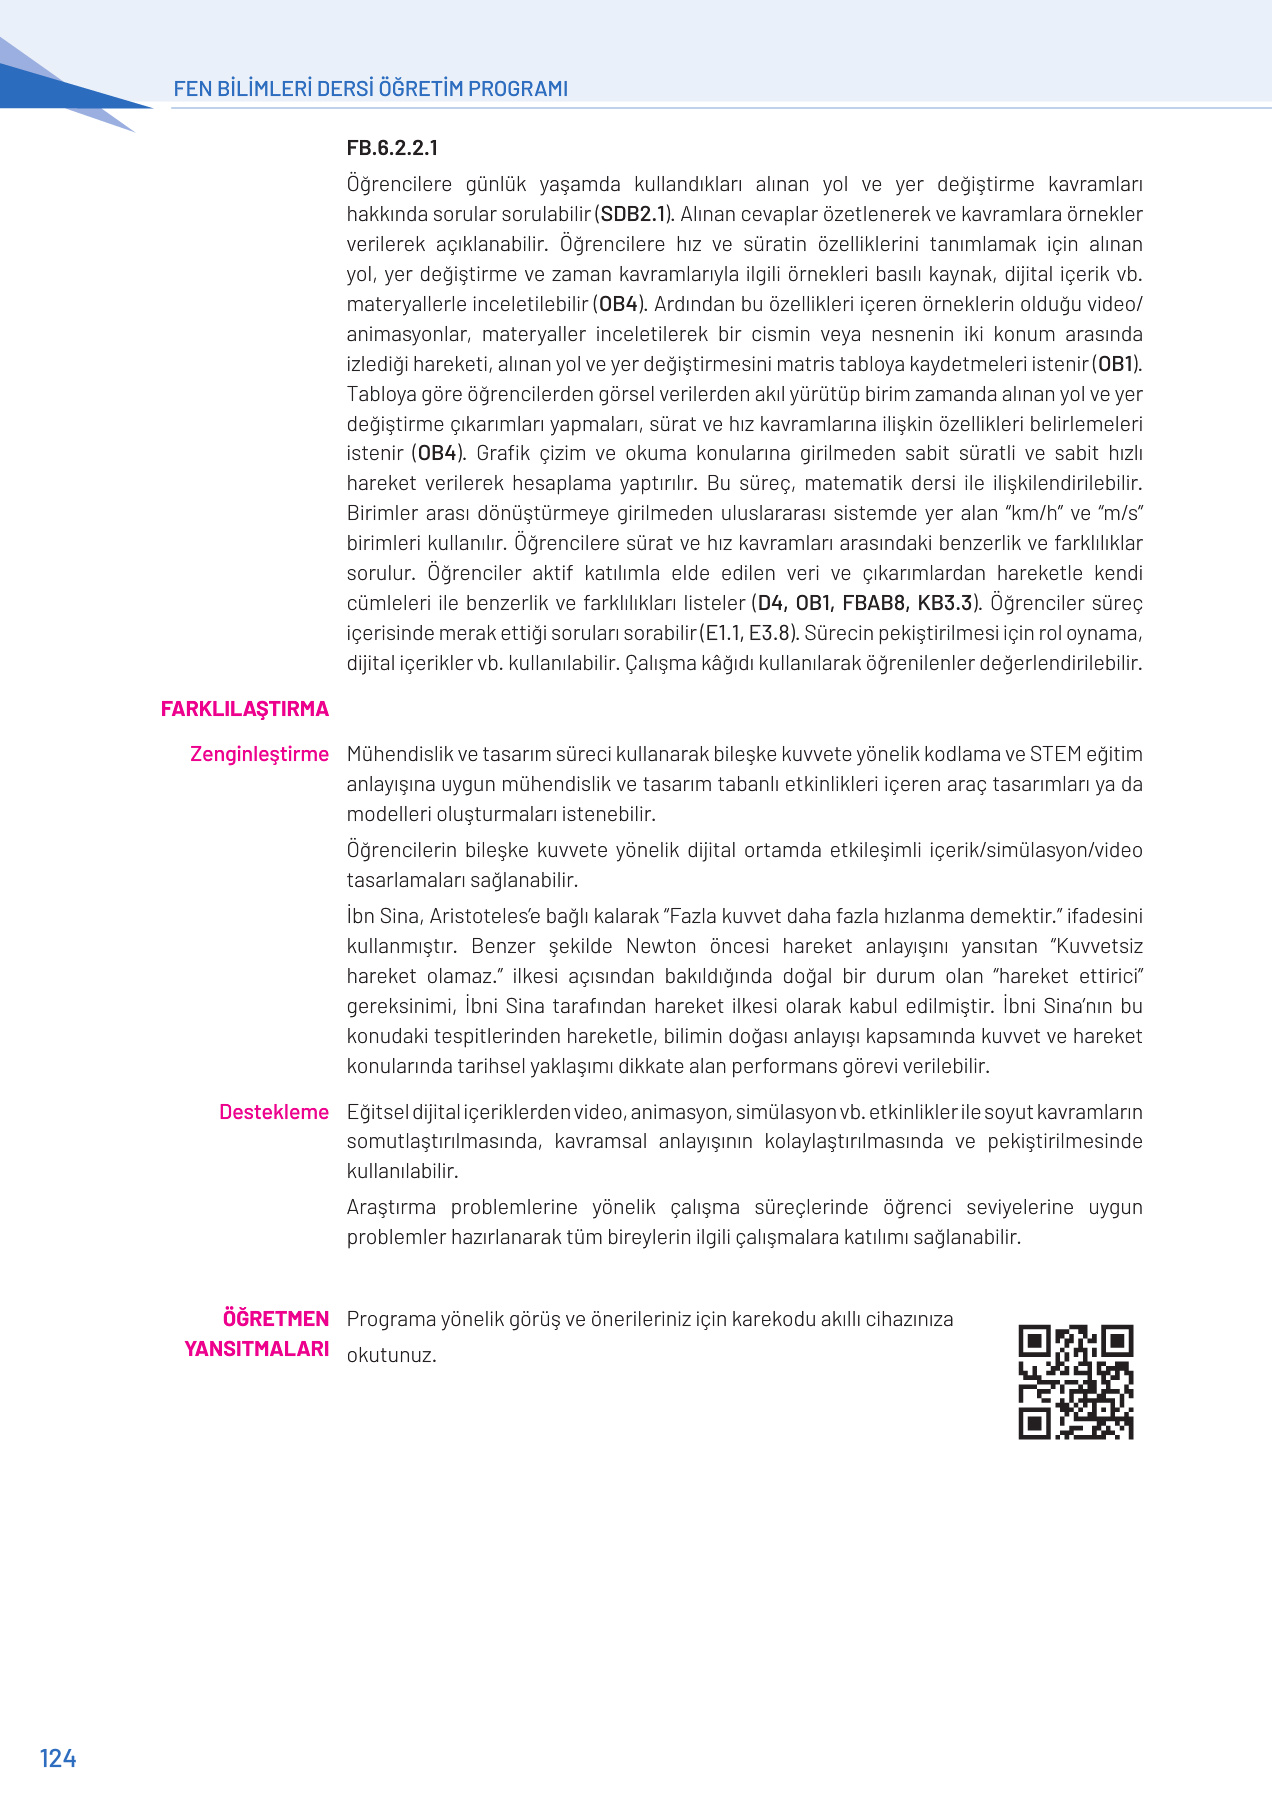 FEN BİLİMLERİ DERSİ ÖĞRETİM PROGRAMI
FB.6.2.2.1
Öğrencilere günlük yaşamda kullandıkları alınan yol ve yer değiştirme kavramları
hakkında sorular sorulabilir (SDB2.1). Alınan cevaplar özetlenerek ve kavramlara örnekler
verilerek açıklanabilir. Öğrencilere hız ve süratin özelliklerini tanımlamak için alınan
yol, yer değiştirme ve zaman kavramlarıyla ilgili örnekleri basılı kaynak, dijital içerik vb.
materyallerle inceletilebilir (OB4). Ardından bu özellikleri içeren örneklerin olduğu video/
animasyonlar, materyaller inceletilerek bir cismin veya nesnenin iki konum arasında
izlediği hareketi, alınan yol ve yer değiştirmesini matris tabloya kaydetmeleri istenir (OB1).
Tabloya göre öğrencilerden görsel verilerden akıl yürütüp birim zamanda alınan yol ve yer
değiştirme çıkarımları yapmaları, sürat ve hız kavramlarına ilişkin özellikleri belirlemeleri
istenir (OB4). Grafik çizim ve okuma konularına girilmeden sabit süratli ve sabit hızlı
hareket verilerek hesaplama yaptırılır. Bu süreç, matematik dersi ile ilişkilendirilebilir.
Birimler arası dönüştürmeye girilmeden uluslararası sistemde yer alan “km/h” ve “m/s”
birimleri kullanılır. Öğrencilere sürat ve hız kavramları arasındaki benzerlik ve farklılıklar
sorulur. Öğrenciler aktif katılımla elde edilen veri ve çıkarımlardan hareketle kendi
cümleleri ile benzerlik ve farklılıkları listeler (D4, OB1, FBAB8, KB3.3). Öğrenciler süreç
içerisinde merak ettiği soruları sorabilir (E1.1, E3.8). Sürecin pekiştirilmesi için rol oynama,
dijital içerikler vb. kullanılabilir. Çalışma kâğıdı kullanılarak öğrenilenler değerlendirilebilir.
FARKLILAŞTIRMA
Zenginleştirme Mühendislik ve tasarım süreci kullanarak bileşke kuvvete yönelik kodlama ve STEM eğitim
anlayışına uygun mühendislik ve tasarım tabanlı etkinlikleri içeren araç tasarımları ya da
modelleri oluşturmaları istenebilir.
Öğrencilerin bileşke kuvvete yönelik dijital ortamda etkileşimli içerik/simülasyon/video
tasarlamaları sağlanabilir.
İbn Sina, Aristoteles’e bağlı kalarak “Fazla kuvvet daha fazla hızlanma demektir.” ifadesini
kullanmıştır. Benzer şekilde Newton öncesi hareket anlayışını yansıtan “Kuvvetsiz
hareket olamaz.” ilkesi açısından bakıldığında doğal bir durum olan “hareket ettirici”
gereksinimi, İbni Sina tarafından hareket ilkesi olarak kabul edilmiştir. İbni Sina’nın bu
konudaki tespitlerinden hareketle, bilimin doğası anlayışı kapsamında kuvvet ve hareket
konularında tarihsel yaklaşımı dikkate alan performans görevi verilebilir.
Destekleme Eğitsel dijital içeriklerden video, animasyon, simülasyon vb. etkinlikler ile soyut kavramların
somutlaştırılmasında, kavramsal anlayışının kolaylaştırılmasında ve pekiştirilmesinde
kullanılabilir.
Araştırma problemlerine yönelik çalışma süreçlerinde öğrenci seviyelerine uygun
problemler hazırlanarak tüm bireylerin ilgili çalışmalara katılımı sağlanabilir.
ÖĞRETMEN
YANSITMALARI
Programa yönelik görüş ve önerileriniz için karekodu akıllı cihazınıza
okutunuz.
124